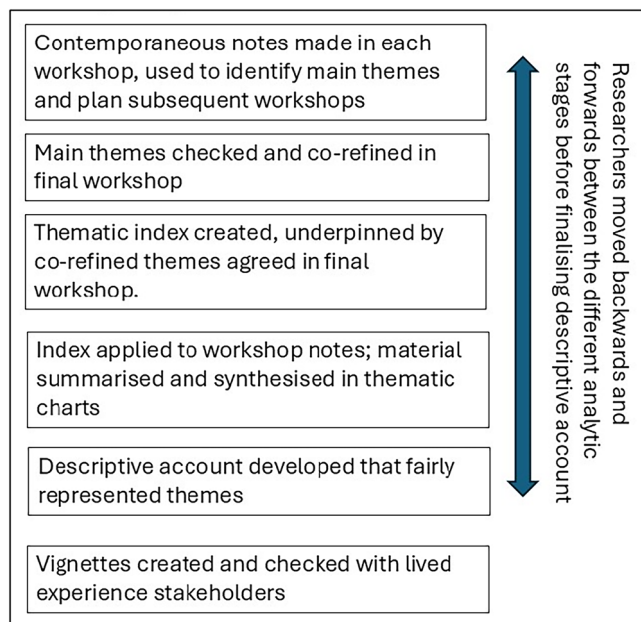 Contemporaneous notes made in each
workshop, used to identify main themes
and plan subsequent workshops
Main themes checked and co-refined in
final workshop
Thematic index created, underpinned by
co-refined themes agreed in final
workshop.
Index applied to workshop notes; material
summarised and synthesised in thematic
charts
Descriptive account developed that fairly
represented themes
Vignettes created and checked with lived
experience stakeholders
Researchers moved backwards and
forwards between the different analytic
stages before finalising descriptive account